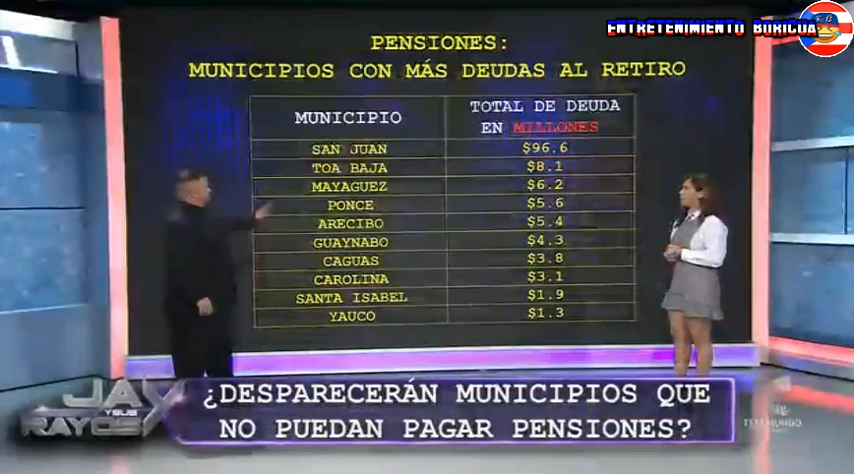 ENTRETENIMIENTO BORICUA
EB
PENSIONES:
MUNICIPIOS CON MÁS DEUDAS AL RETIRO
MUNICIPIO
TOTAL DE DEUDA
EN MILLONES
SAN JUAN $96.6
TOA BAJA $8.1
MAYAGUEZ $6.2
PONCE $5.6
ARECIBO $5.4
GUAYNABO $4.3
CAGUAS $3.8
CAROLINA $3.1
SANTA ISABEL $1.9
YAUCO $1.3
JAY
Y SUS
RAYOS X
¿DESPARECERÁN MUNICIPIOS QUE
NO PUEDAN PAGAR PENSIONES?
TELEMUNDO